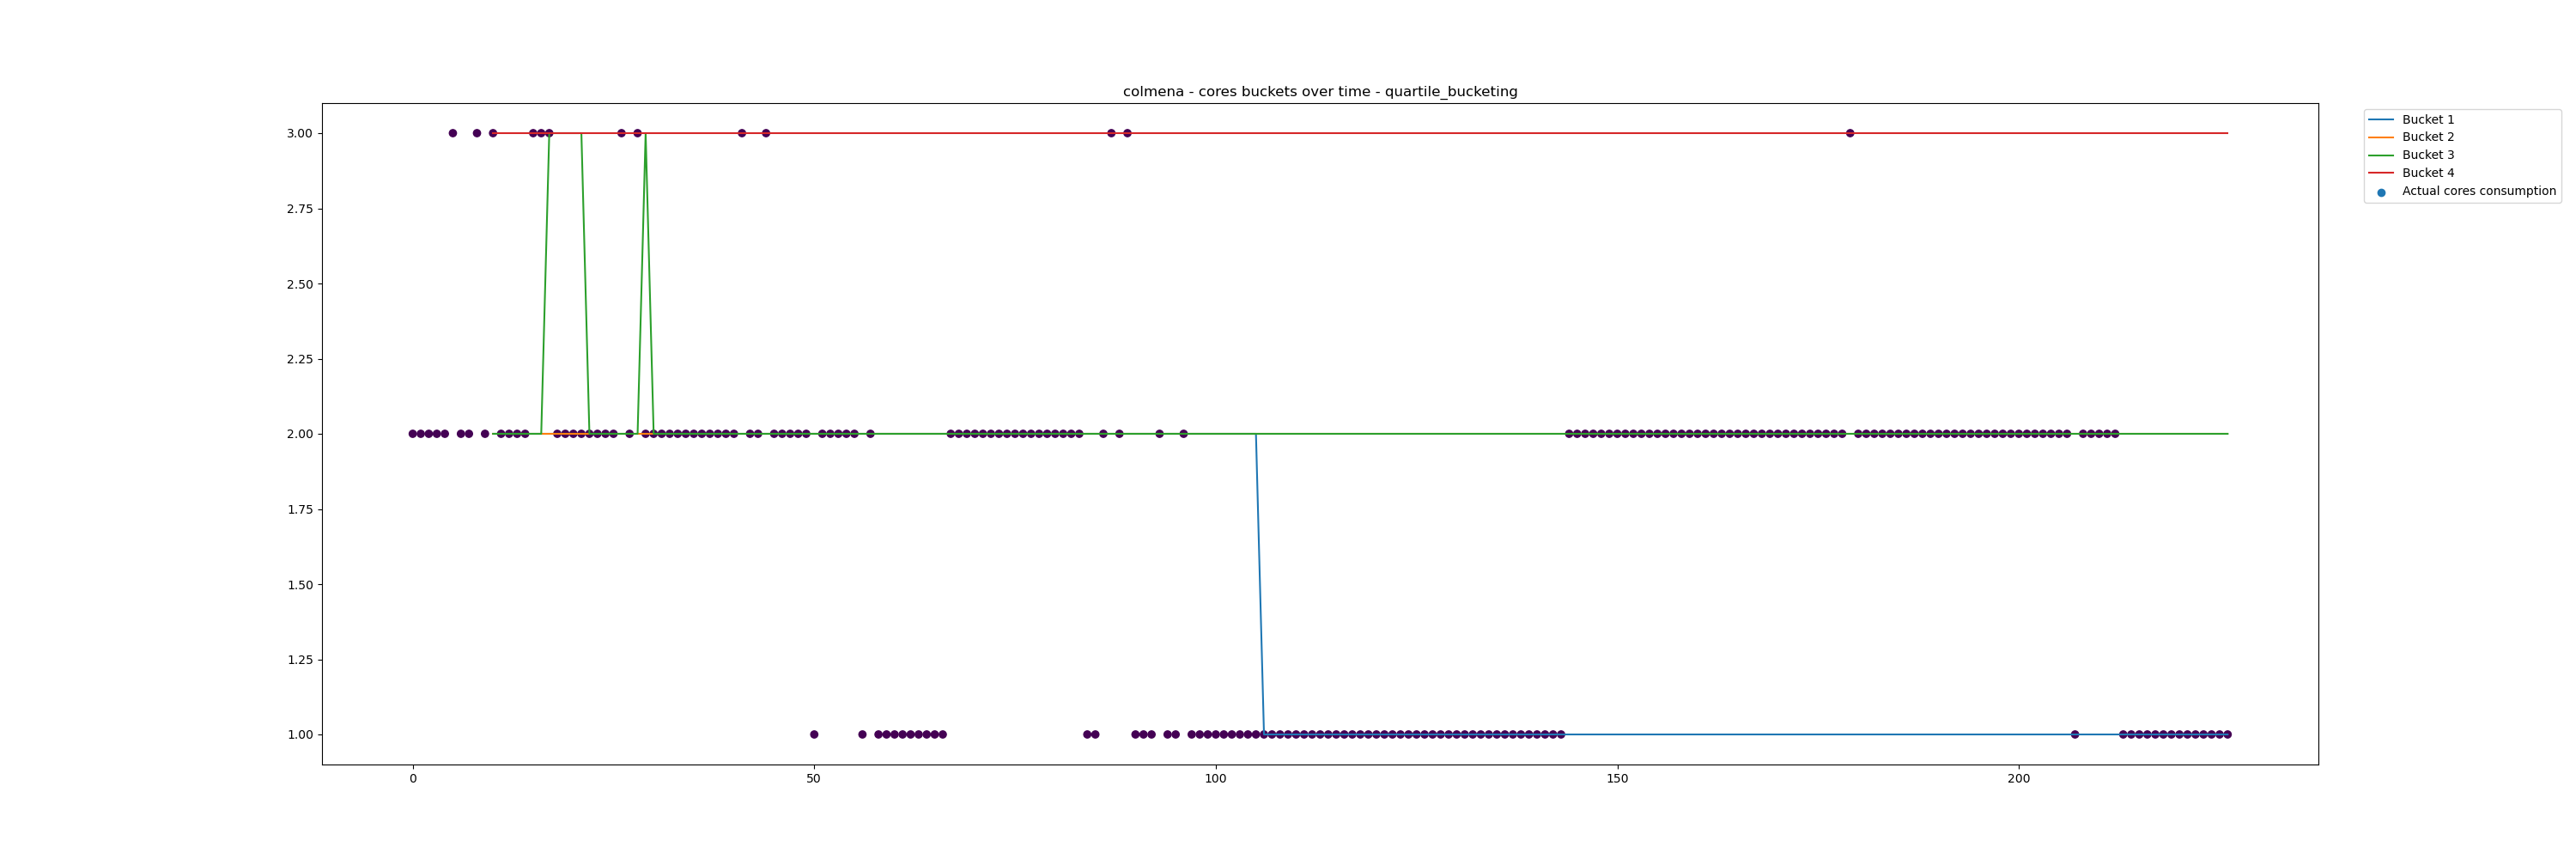 colmena - cores buckets over time - quartile_bucketing
Bucket 1
Bucket 2
Bucket 3
Bucket 4
Actual cores consumption
3.00
2.75
2.50
2.25
2.00
1.75
1.50
1.25
1.00
0 50 100 150 200